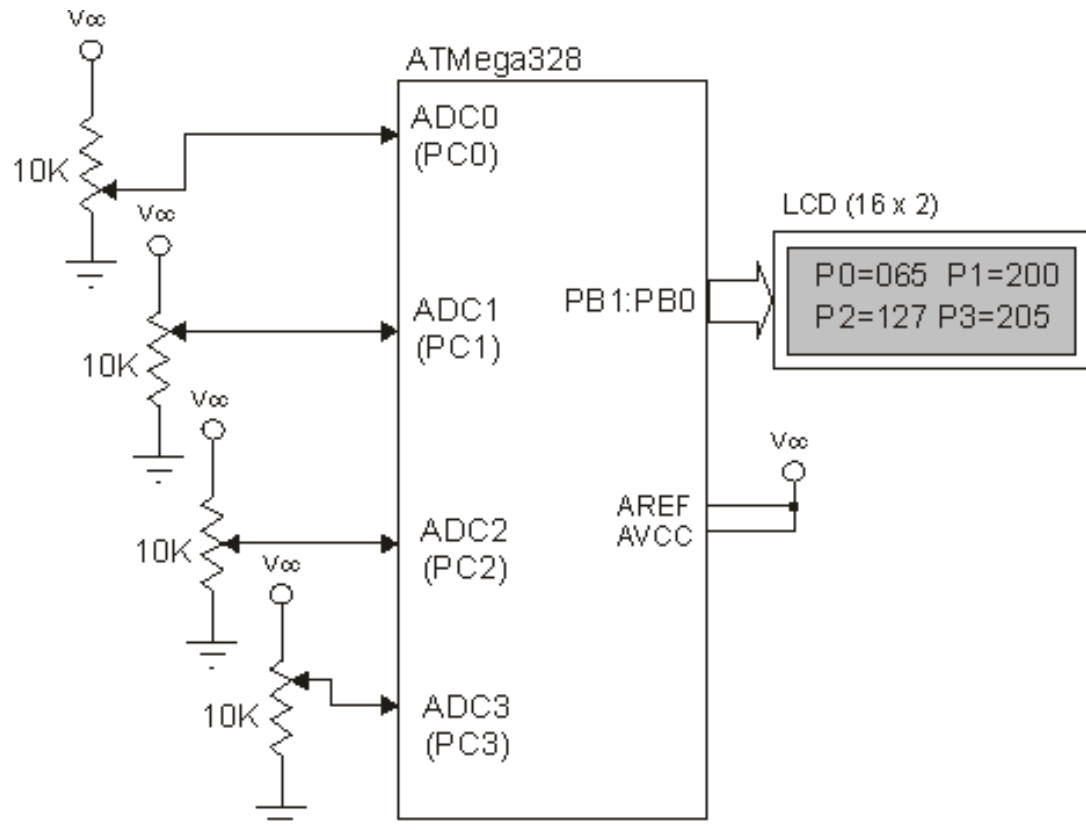 Vcc
ATMega328
10K
ADC0
(PC0)
Vcc
LCD (16 x 2)
P0=065 P1=200
P2=127 P3=205
PB1:PB0
10K
ADC1
(PC1)
Vcc
Vcc
AREF
AVCC
10K
ADC2
(PC2)
Vcc
10K
ADC3
(PC3)